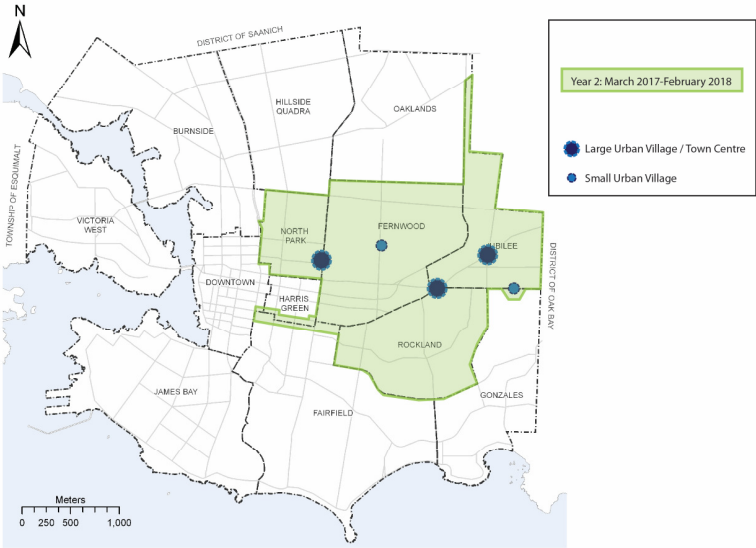 N
DISTRICT OF SAANICH
HILLSIDE
QUADRA
OAKLANDS
BURNSIDE
TOWNSHIP OF ESQUIMALT
VICTORIA
WEST
NORTH
PARK
FERNWOOD
JUBILEE
DISTRICT OF OAK BAY
DOWNTOWN
HARRIS
GREEN
ROCKLAND
JAMES BAY
FAIRFIELD
GONZALES
Meters
0 250 500 1,000
Year 2: March 2017-February 2018
Large Urban Village / Town Centre
Small Urban Village